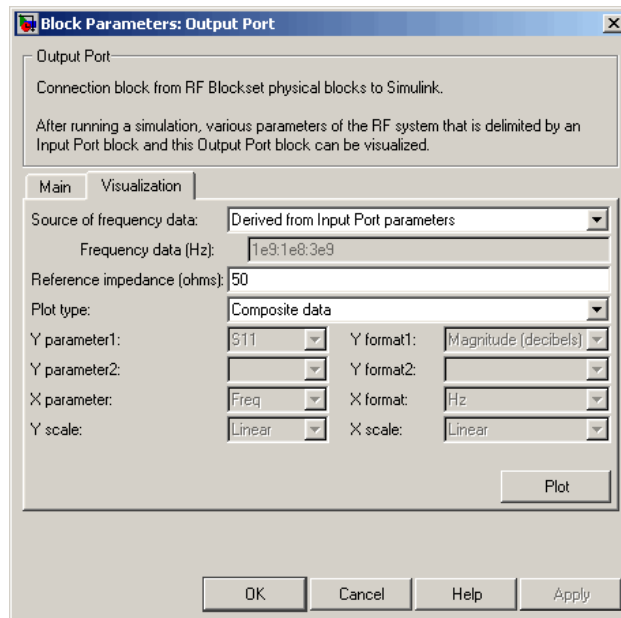 Block Parameters: Output Port
Output Port
Connection block from RF Blockset physical blocks to Simulink.
After running a simulation, various parameters of the RF system that is delimited by an
Input Port block and this Output Port block can be visualized.
Main Visualization
Source of frequency data: Derived from Input Port parameters
Frequency data (Hz): 1e9:1e8:3e9
Reference impedance (ohms): 50
Plot type: Composite data
Y parameter1: S11 Y format1: Magnitude (decibels)
Y parameter2: Y format2:
X parameter: Freq X format: Hz
Y scale: Linear X scale: Linear
Plot
OK Cancel Help Apply